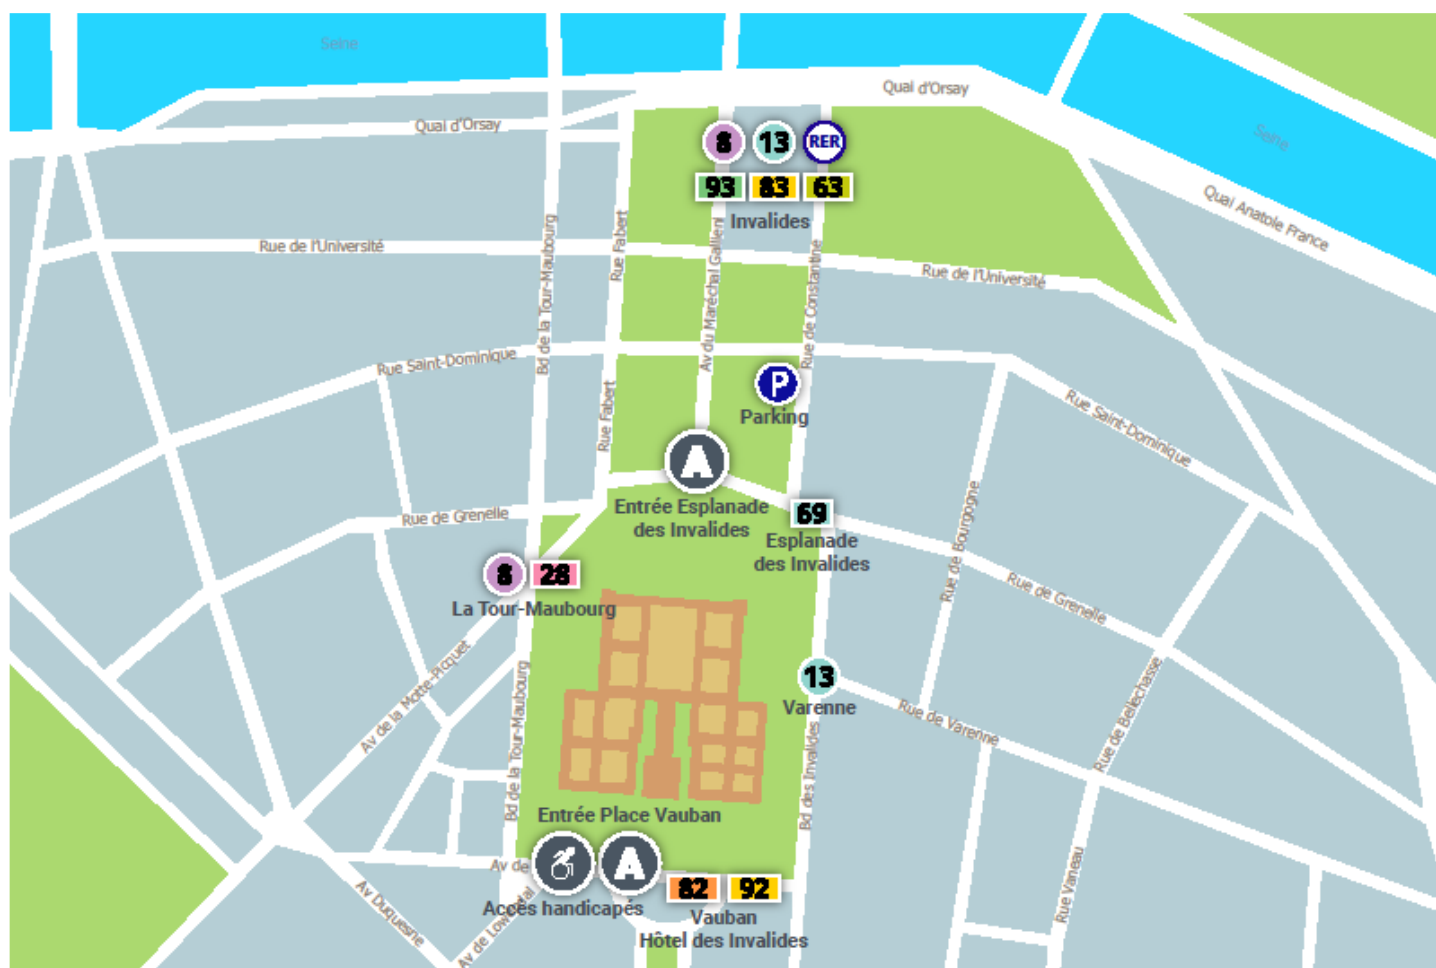 Seine
Quai d'Orsay
Quai d'Orsay
8 13 RER
Seine
93 83 63
Invalides
Quai Anatole France
Rue de l'Université
Bd de la Tour-Maubourg
Rue Fabert
Av du Maréchal Gallieni
Rue de Constantine
Rue de l'Université
Rue Saint-Dominique
P
Parking
Rue Fabert
Rue Saint-Dominique
Entrée Esplanade
des Invalides
Rue de Grenelle
69
Esplanade
des Invalides
Rue de Bourgogne
8 28
La Tour-Maubourg
Rue de Grenelle
Av de la Motte-Picquet
Bd de la Tour-Maubourg
13
Varenne
Rue de Varenne
Rue de Bellechasse
Bd des Invalides
Entrée Place Vauban
Av de
82 92
Accès handicapés
Vauban
Hôtel des Invalides
Av Duquesne
Av de
Rue Vaneau